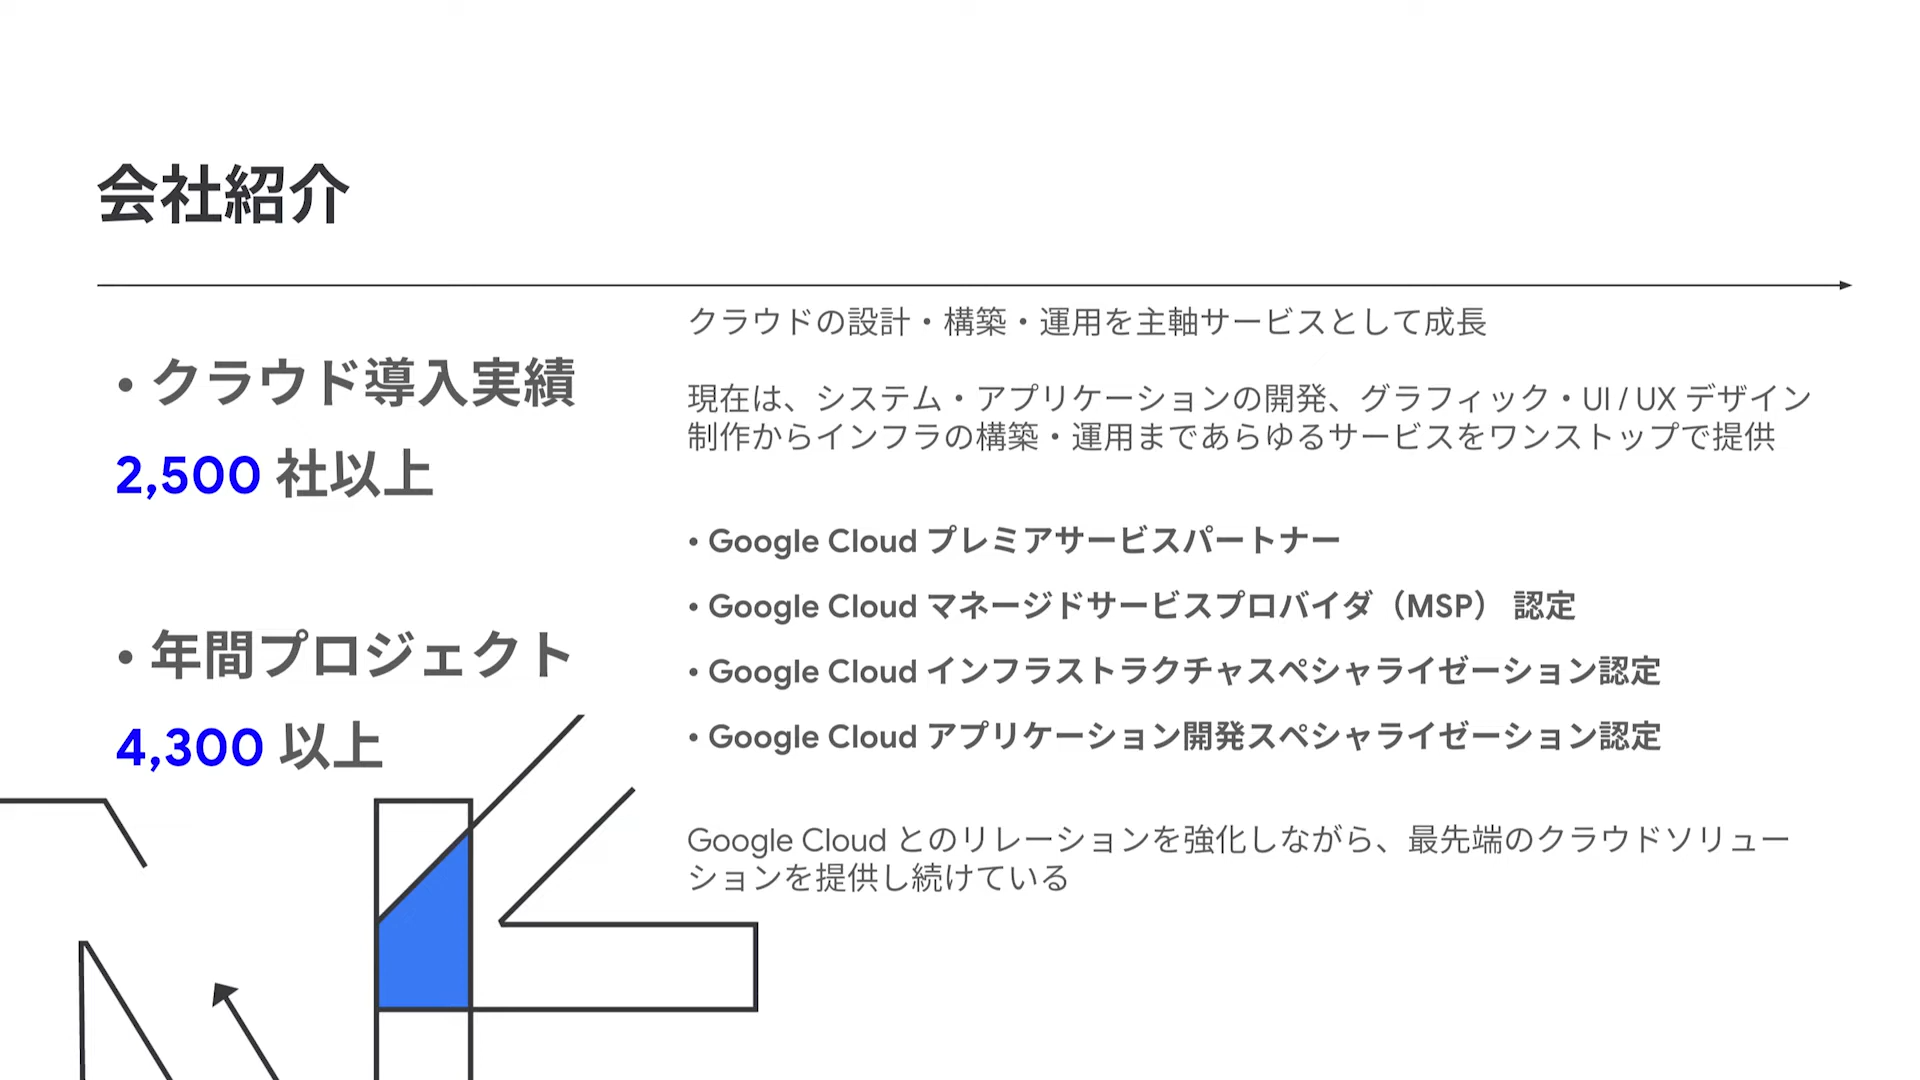 会社紹介
• クラウド導入実績
2,500 社以上
• 年間プロジェクト
4,300 以上
クラウドの設計・構築・運用を主軸サービスとして成長
現在は、システム・アプリケーションの開発、グラフィック・UI / UX デザイン
制作からインフラの構築・運用まであらゆるサービスをワンストップで提供
• Google Cloud プレミアサービスパートナー
• Google Cloud マネージドサービスプロバイダ（MSP） 認定
• Google Cloud インフラストラクチャスペシャライゼーション認定
• Google Cloud アプリケーション開発スペシャライゼーション認定
Google Cloud とのリレーションを強化しながら、最先端のクラウドソリュー
ションを提供し続けている